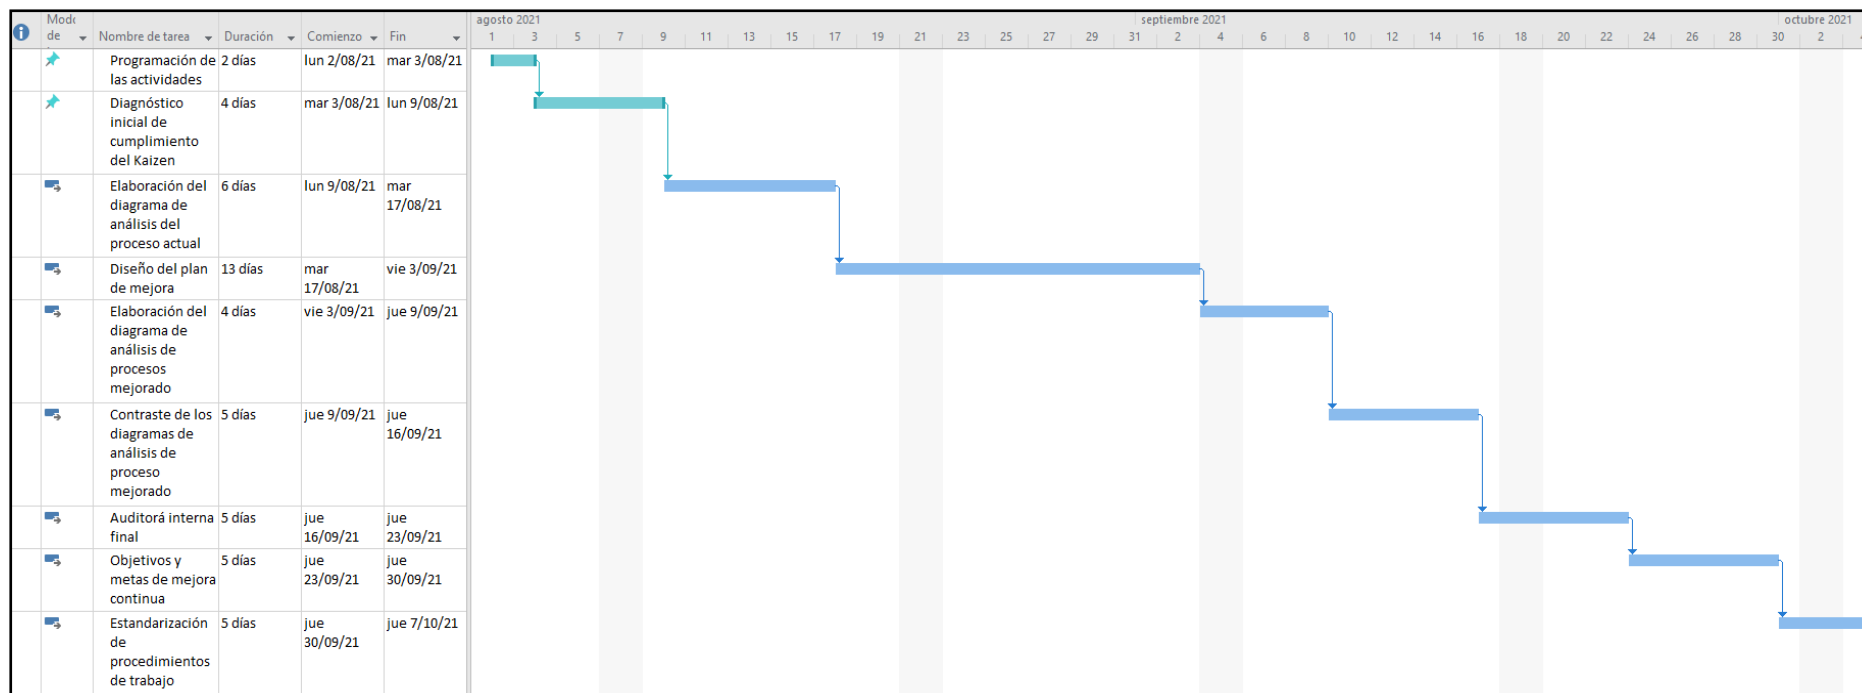 Modo
de
Nombre de tarea Duración Comienzo Fin
agosto 2021 septiembre 2021 octubre 2021
1 3 5 7 9 11 13 15 17 19 21 23 25 27 29 31 2 4 6 8 10 12 14 16 18 20 22 24 26 28 30 2
Programación de 2 días lun 2/08/21 mar 3/08/21
las actividades
Diagnóstico 4 días mar 3/08/21 lun 9/08/21
inicial de
cumplimiento
del Kaizen
Elaboración del 6 días lun 9/08/21 mar
diagrama de 17/08/21
análisis del
proceso actual
Diseño del plan 13 días mar vie 3/09/21
de mejora 17/08/21
Elaboración del 4 días vie 3/09/21 jue 9/09/21
diagrama de
análisis de
procesos
mejorado
Contraste de los 5 días jue 9/09/21 jue
diagramas de 16/09/21
análisis de
proceso
mejorado
Auditorá interna 5 días jue jue
final 16/09/21 23/09/21
Objetivos y 5 días jue jue
metas de mejora 23/09/21 30/09/21
continua
Estandarización 5 días jue jue 7/10/21
de 30/09/21
procedimientos
de trabajo